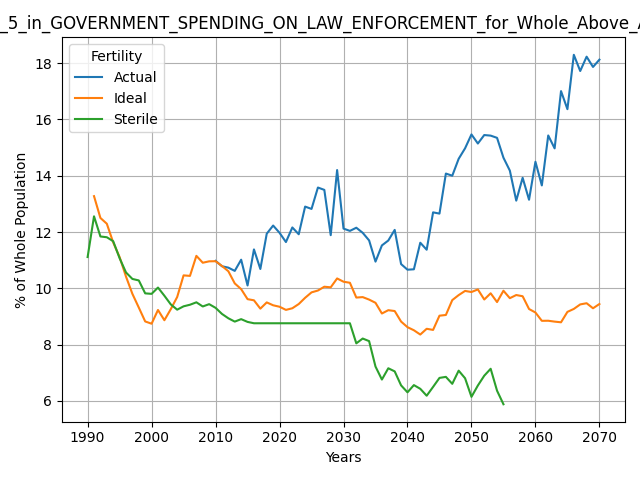 _5_in_GOVERNMENT_SPENDING_ON_LAW_ENFORCEMENT_for_Whole_Above_
Fertility
Actual
Ideal
Sterile
% of Whole Population
18
16
14
12
10
8
6
1990 2000 2010 2020 2030 2040 2050 2060 2070
Years